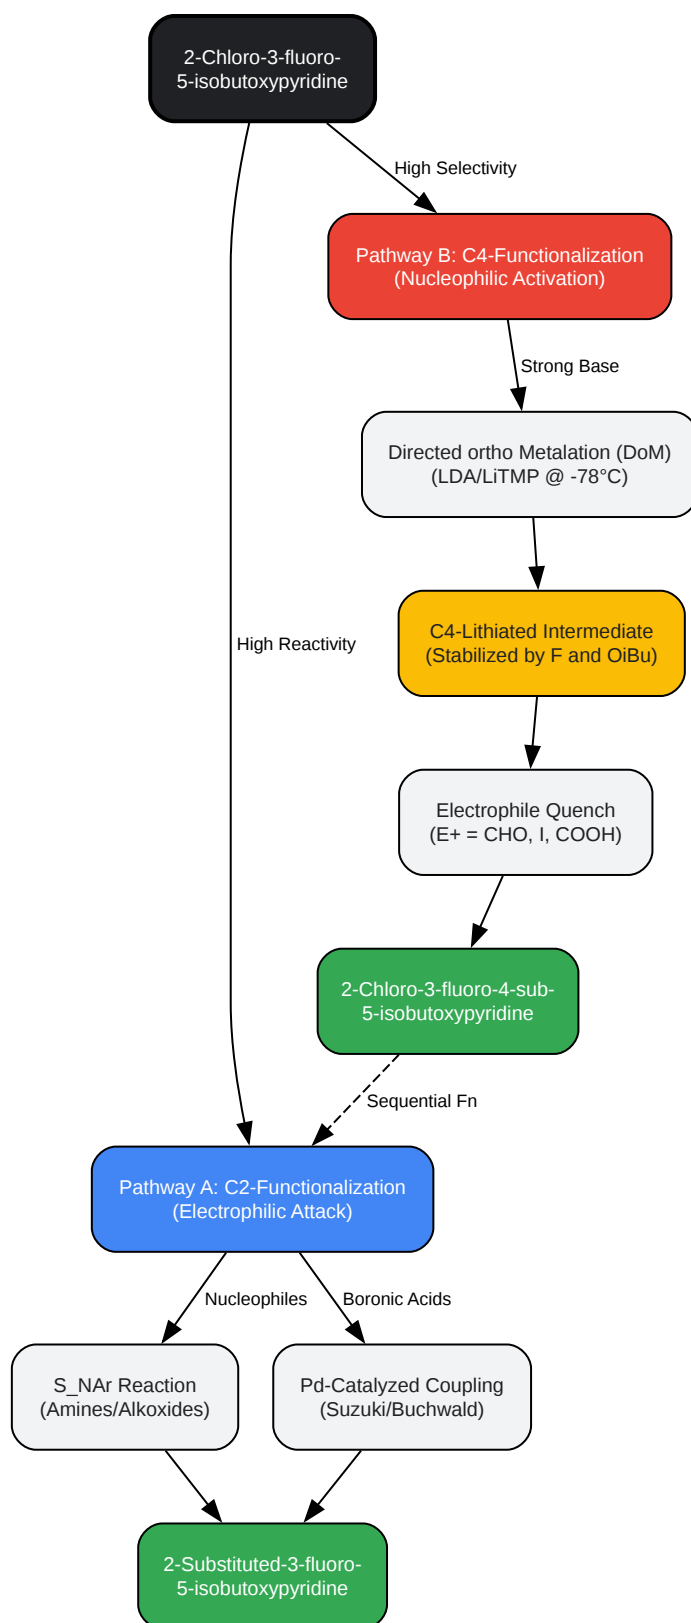 2-Chloro-3-fluoro-
5-isobutoxypyridine
High Selectivity
Pathway B: C4-Functionalization
(Nucleophilic Activation)
Strong Base
Directed ortho Metalation (DoM)
(LDA/LiTMP @ -78°C)
High Reactivity
C4-Lithiated Intermediate
(Stabilized by F and OiBu)
Electrophile Quench
(E+ = CHO, I, COOH)
2-Chloro-3-fluoro-4-sub-
5-isobutoxypyridine
Sequential Fn
Pathway A: C2-Functionalization
(Electrophilic Attack)
Nucleophiles
Boronic Acids
S_NAr Reaction
(Amines/Alkoxides)
Pd-Catalyzed Coupling
(Suzuki/Buchwald)
2-Substituted-3-fluoro-
5-isobutoxypyridine